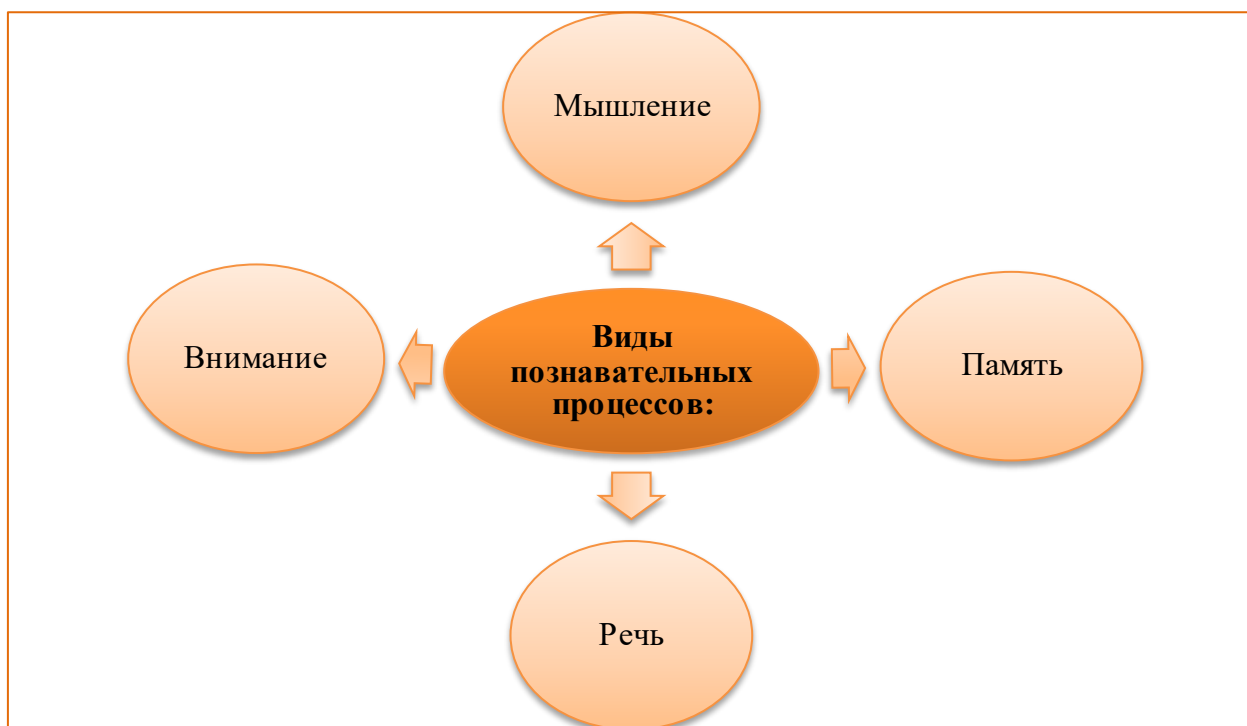 Мышление
Внимание
Виды
познавательных
процессов:
Память
Речь